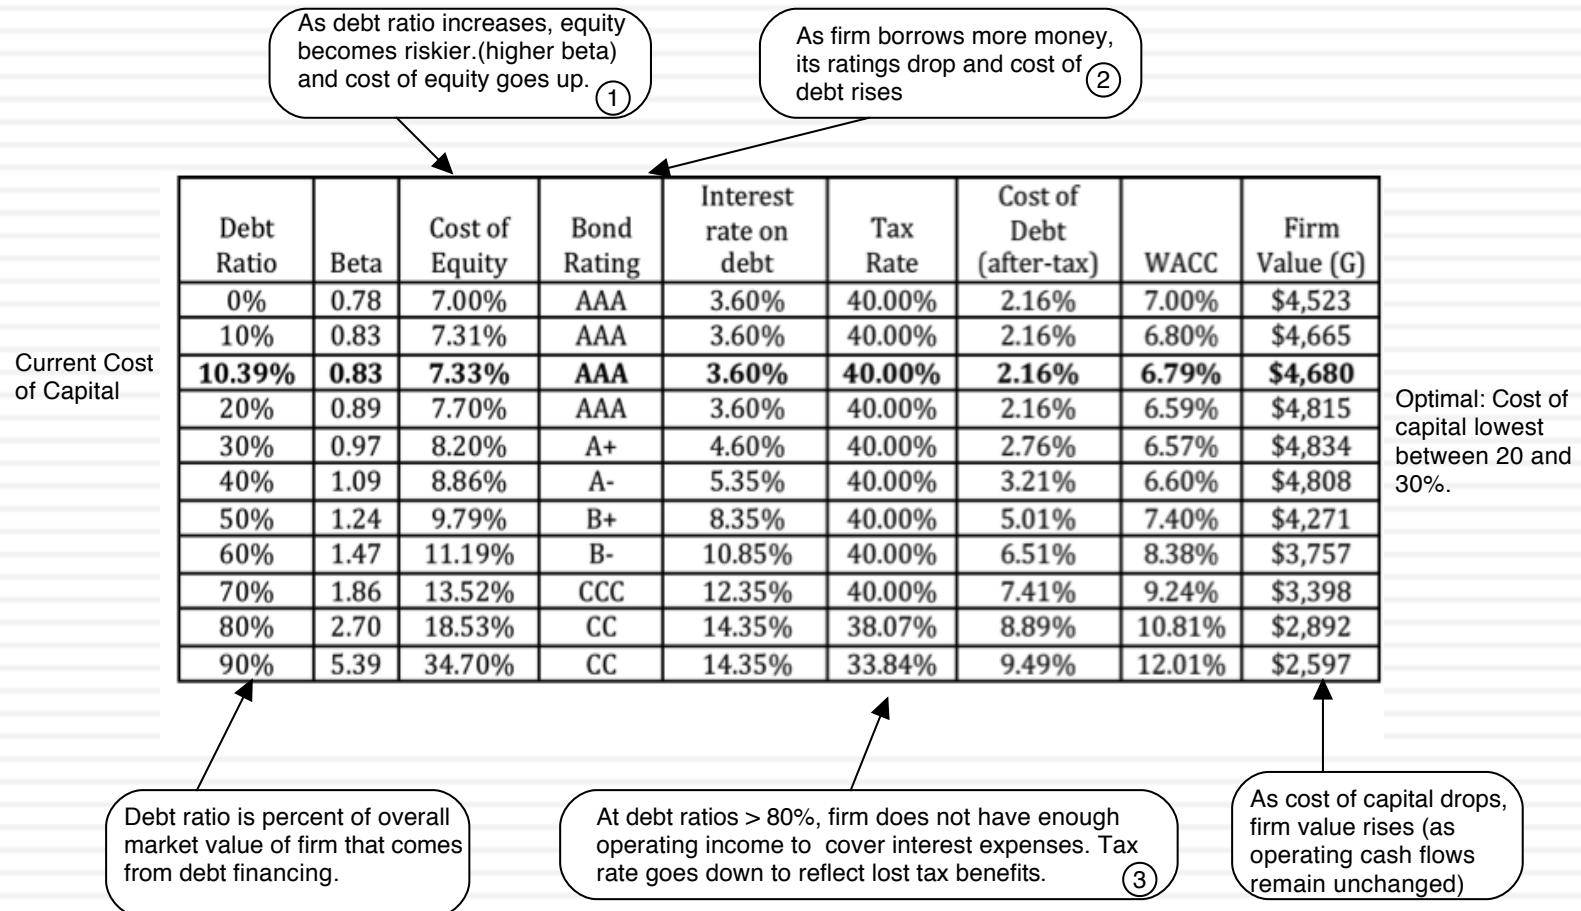 As debt ratio increases, equity
becomes riskier.(higher beta)
and cost of equity goes up.
1
As firm borrows more money,
its ratings drop and cost of
debt rises
2
Debt Ratio Beta Cost of Equity Bond Rating Interest rate on debt Tax Rate Cost of Debt (after-tax) WACC Firm Value (G)
0% 0.78 7.00% AAA 3.60% 40.00% 2.16% 7.00% $4,523
10% 0.83 7.31% AAA 3.60% 40.00% 2.16% 6.80% $4,665
Current Cost
of Capital
10.39% 0.83 7.33% AAA 3.60% 40.00% 2.16% 6.79% $4,680
20% 0.89 7.70% AAA 3.60% 40.00% 2.16% 6.59% $4,815
30% 0.97 8.20% A+ 4.60% 40.00% 2.76% 6.57% $4,834
40% 1.09 8.86% A- 5.35% 40.00% 3.21% 6.60% $4,808
50% 1.24 9.79% B+ 8.35% 40.00% 5.01% 7.40% $4,271
60% 1.47 11.19% B- 10.85% 40.00% 6.51% 8.38% $3,757
70% 1.86 13.52% CCC 12.35% 40.00% 7.41% 9.24% $3,398
80% 2.70 18.53% CC 14.35% 38.07% 8.89% 10.81% $2,892
90% 5.39 34.70% CC 14.35% 33.84% 9.49% 12.01% $2,597
Optimal: Cost of
capital lowest
between 20 and
30%.
Debt ratio is percent of overall
market value of firm that comes
from debt financing.
At debt ratios > 80%, firm does not have enough
operating income to cover interest expenses. Tax
rate goes down to reflect lost tax benefits.
3
As cost of capital drops,
firm value rises (as
operating cash flows
remain unchanged)